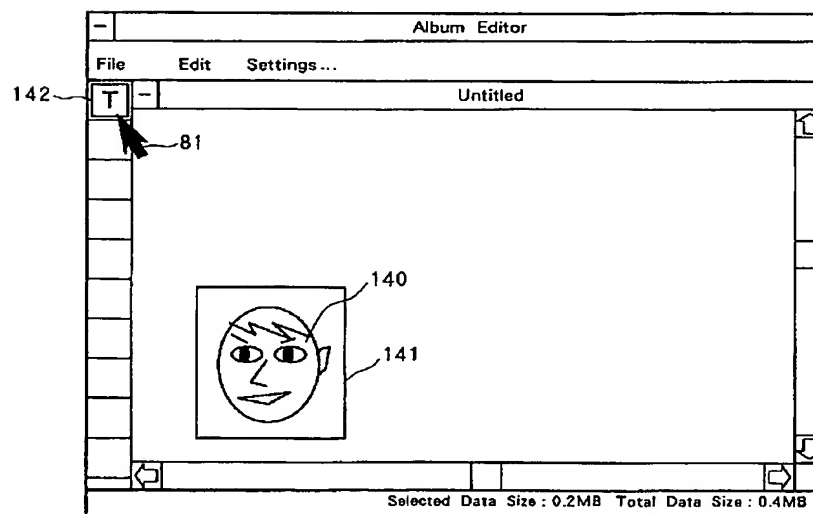 Album Editor
File Edit Settings...
142 T Untitled
81
140
141
Selected Data Size : 0.2MB Total Data Size : 0.4MB